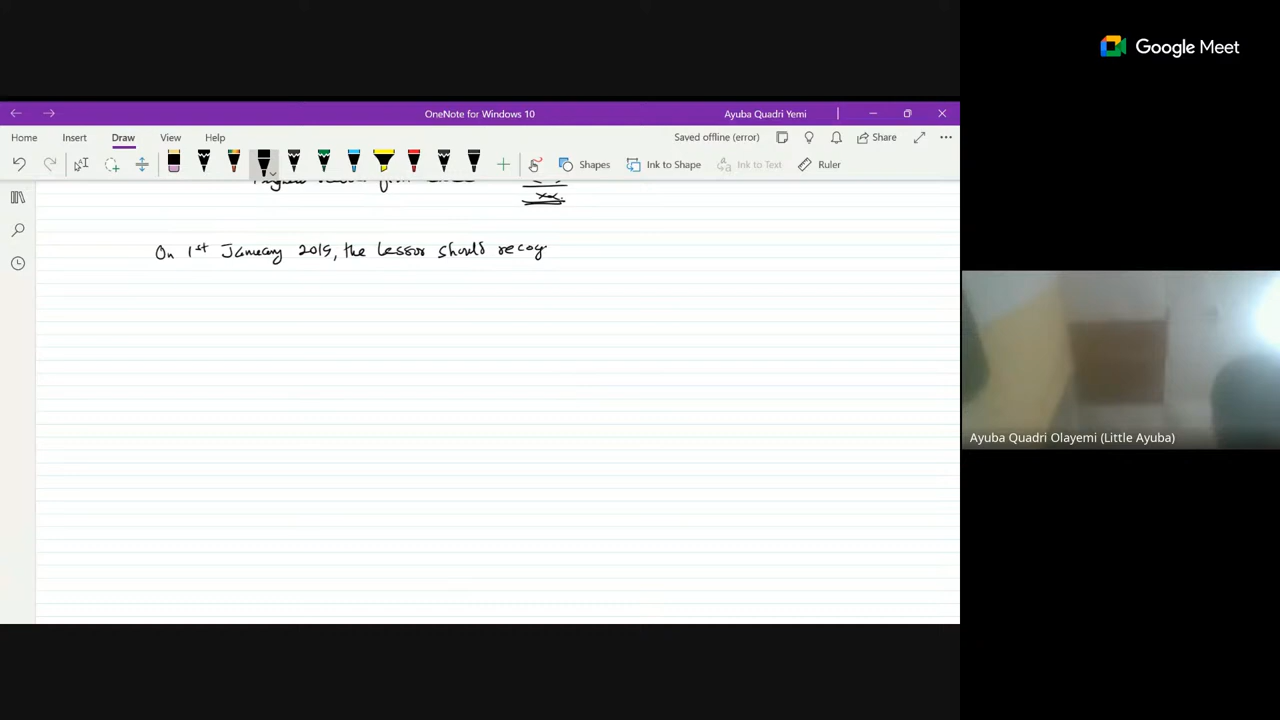 Google Meet
OneNote for Windows 10
Ayuba Quadri Yemi
Home Insert Draw View Help
Saved offline (error)
Share
Shapes
Ink to Shape
Ink to Text
Ruler
from
xx
On 1st January 2019, the Lessor should recog
Ayuba Quadri Olayemi (Little Ayuba)